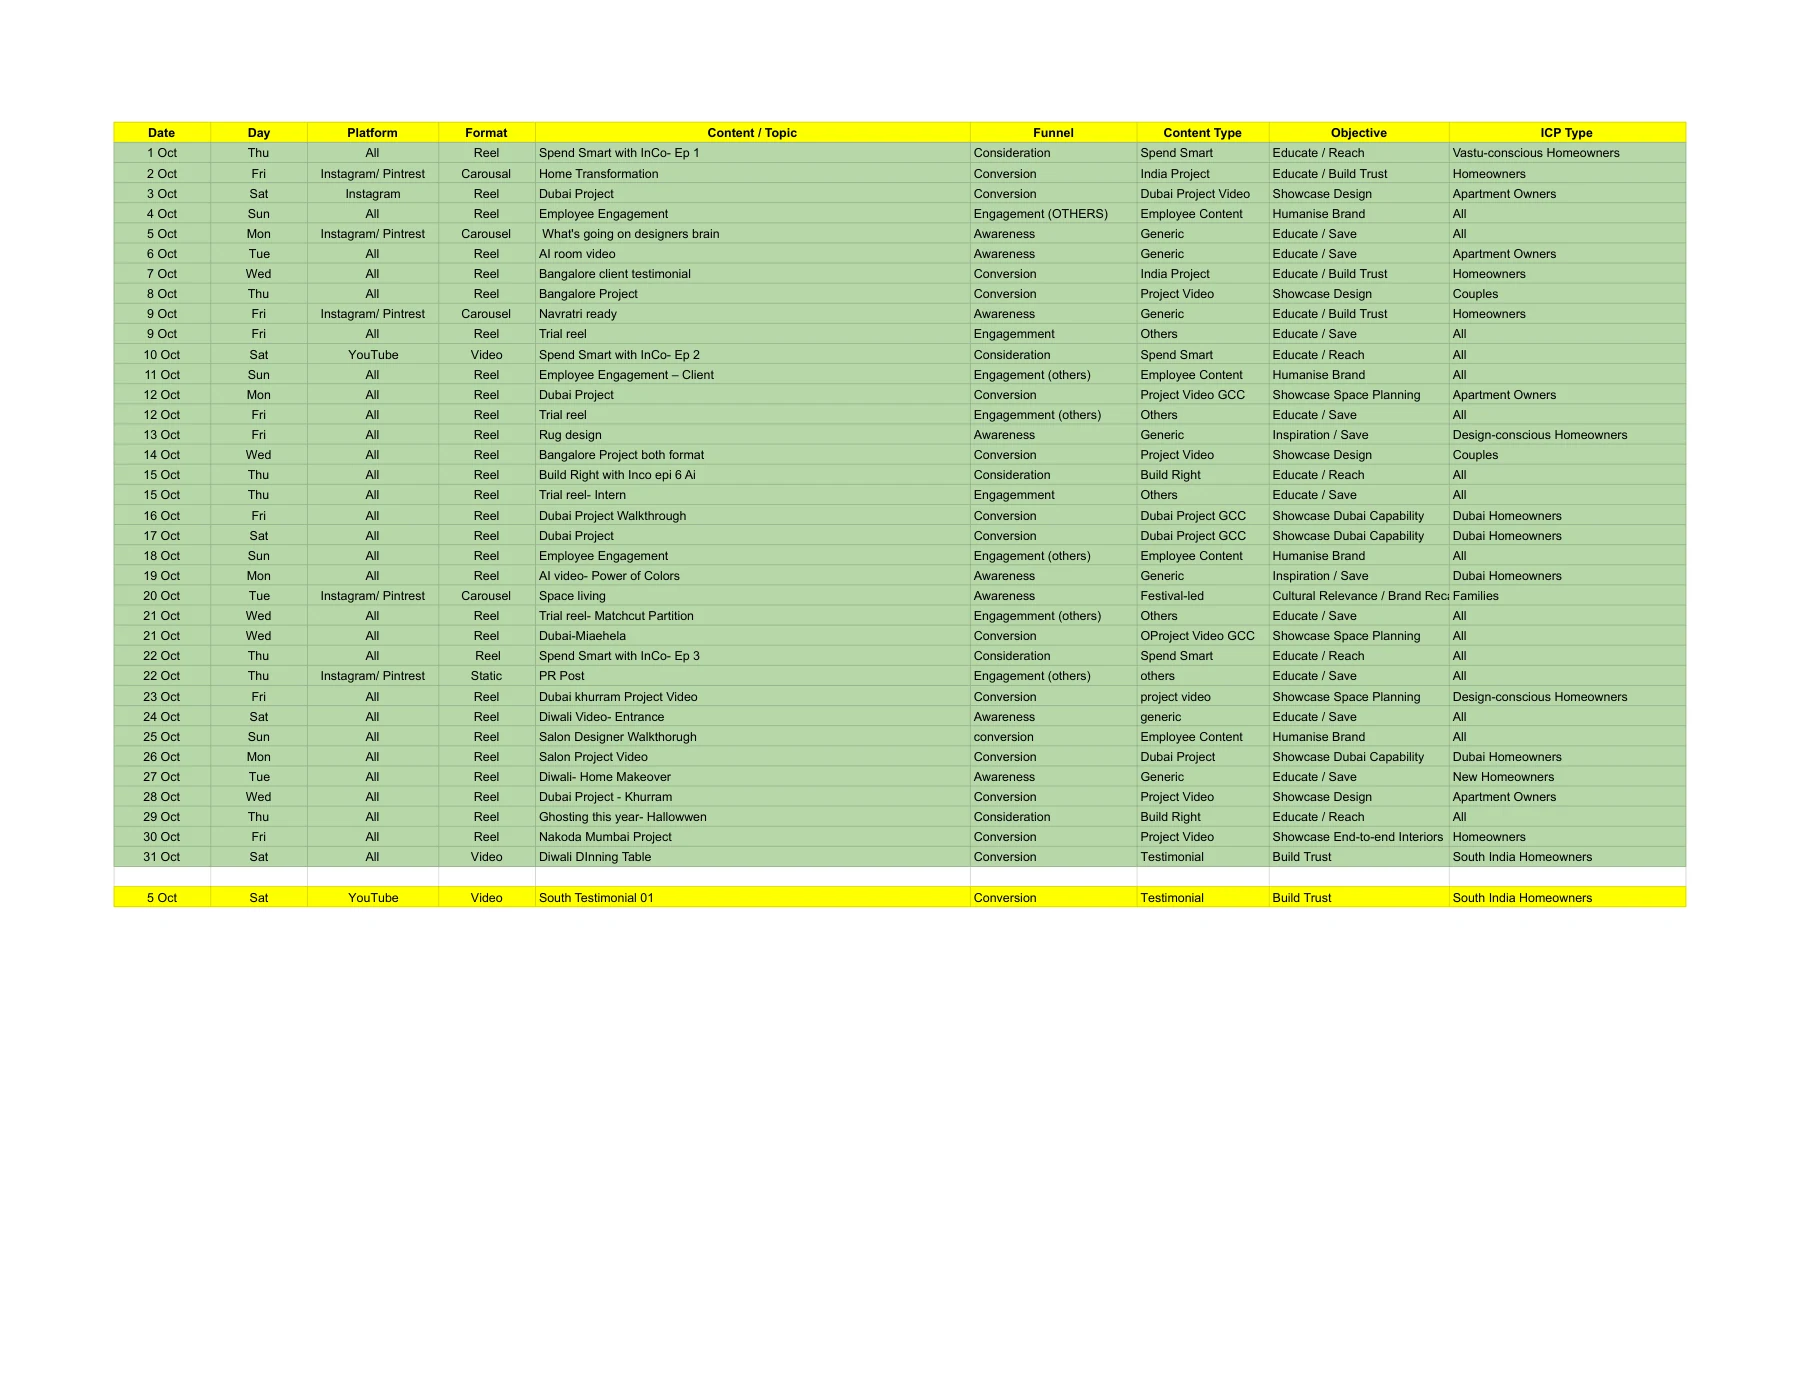 Date Day Platform Format Content / Topic Funnel Content Type Objective ICP Type
1 Oct Thu All Reel Spend Smart with InCo- Ep 1 Consideration Spend Smart Educate / Reach Vastu-conscious Homeowners
2 Oct Fri Instagram/ Pintrest Carousal Home Transformation Conversion India Project Educate / Build Trust Homeowners
3 Oct Sat Instagram Reel Dubai Project Conversion Dubai Project Video Showcase Design Apartment Owners
4 Oct Sun All Reel Employee Engagement Engagement (OTHERS) Employee Content Humanise Brand All
5 Oct Mon Instagram/ Pintrest Carousel What's going on designers brain Awareness Generic Educate / Save All
6 Oct Tue All Reel AI room video Awareness Generic Educate / Save Apartment Owners
7 Oct Wed All Reel Bangalore client testimonial Conversion India Project Educate / Build Trust Homeowners
8 Oct Thu All Reel Bangalore Project Conversion Project Video Showcase Design Couples
9 Oct Fri Instagram/ Pintrest Carousel Navratri ready Awareness Generic Educate / Build Trust Homeowners
9 Oct Fri All Reel Trial reel Engagemment Others Educate / Save All
10 Oct Sat YouTube Video Spend Smart with InCo- Ep 2 Consideration Spend Smart Educate / Reach All
11 Oct Sun All Reel Employee Engagement – Client Engagement (others) Employee Content Humanise Brand All
12 Oct Mon All Reel Dubai Project Conversion Project Video GCC Showcase Space Planning Apartment Owners
12 Oct Fri All Reel Trial reel Engagemment (others) Others Educate / Save All
13 Oct Fri All Reel Rug design Awareness Generic Inspiration / Save Design-conscious Homeowners
14 Oct Wed All Reel Bangalore Project both format Conversion Project Video Showcase Design Couples
15 Oct Thu All Reel Build Right with Inco epi 6 Ai Consideration Build Right Educate / Reach All
15 Oct Thu All Reel Trial reel- Intern Engagemment Others Educate / Save All
16 Oct Fri All Reel Dubai Project Walkthrough Conversion Dubai Project GCC Showcase Dubai Capability Dubai Homeowners
17 Oct Sat All Reel Dubai Project Conversion Dubai Project GCC Showcase Dubai Capability Dubai Homeowners
18 Oct Sun All Reel Employee Engagement Engagement (others) Employee Content Humanise Brand All
19 Oct Mon All Reel AI video- Power of Colors Awareness Generic Inspiration / Save Dubai Homeowners
20 Oct Tue Instagram/ Pintrest Carousel Space living Awareness Festival-led Cultural Relevance / Brand Reca Families
21 Oct Wed All Reel Trial reel- Matchcut Partition Engagemment (others) Others Educate / Save All
21 Oct Wed All Reel Dubai-Miaehela Conversion OProject Video GCC Showcase Space Planning All
22 Oct Thu All Reel Spend Smart with InCo- Ep 3 Consideration Spend Smart Educate / Reach All
22 Oct Thu Instagram/ Pintrest Static PR Post Engagement (others) others Educate / Save All
23 Oct Fri All Reel Dubai khurram Project Video Conversion project video Showcase Space Planning Design-conscious Homeowners
24 Oct Sat All Reel Diwali Video- Entrance Awareness generic Educate / Save All
25 Oct Sun All Reel Salon Designer Walkthorugh conversion Employee Content Humanise Brand All
26 Oct Mon All Reel Salon Project Video Conversion Dubai Project Showcase Dubai Capability Dubai Homeowners
27 Oct Tue All Reel Diwali- Home Makeover Awareness Generic Educate / Save New Homeowners
28 Oct Wed All Reel Dubai Project - Khurram Conversion Project Video Showcase Design Apartment Owners
29 Oct Thu All Reel Ghosting this year- Hallowwen Consideration Build Right Educate / Reach All
30 Oct Fri All Reel Nakoda Mumbai Project Conversion Project Video Showcase End-to-end Interiors Homeowners
31 Oct Sat All Video Diwali DInning Table Conversion Testimonial Build Trust South India Homeowners
5 Oct Sat YouTube Video South Testimonial 01 Conversion Testimonial Build Trust South India Homeowners